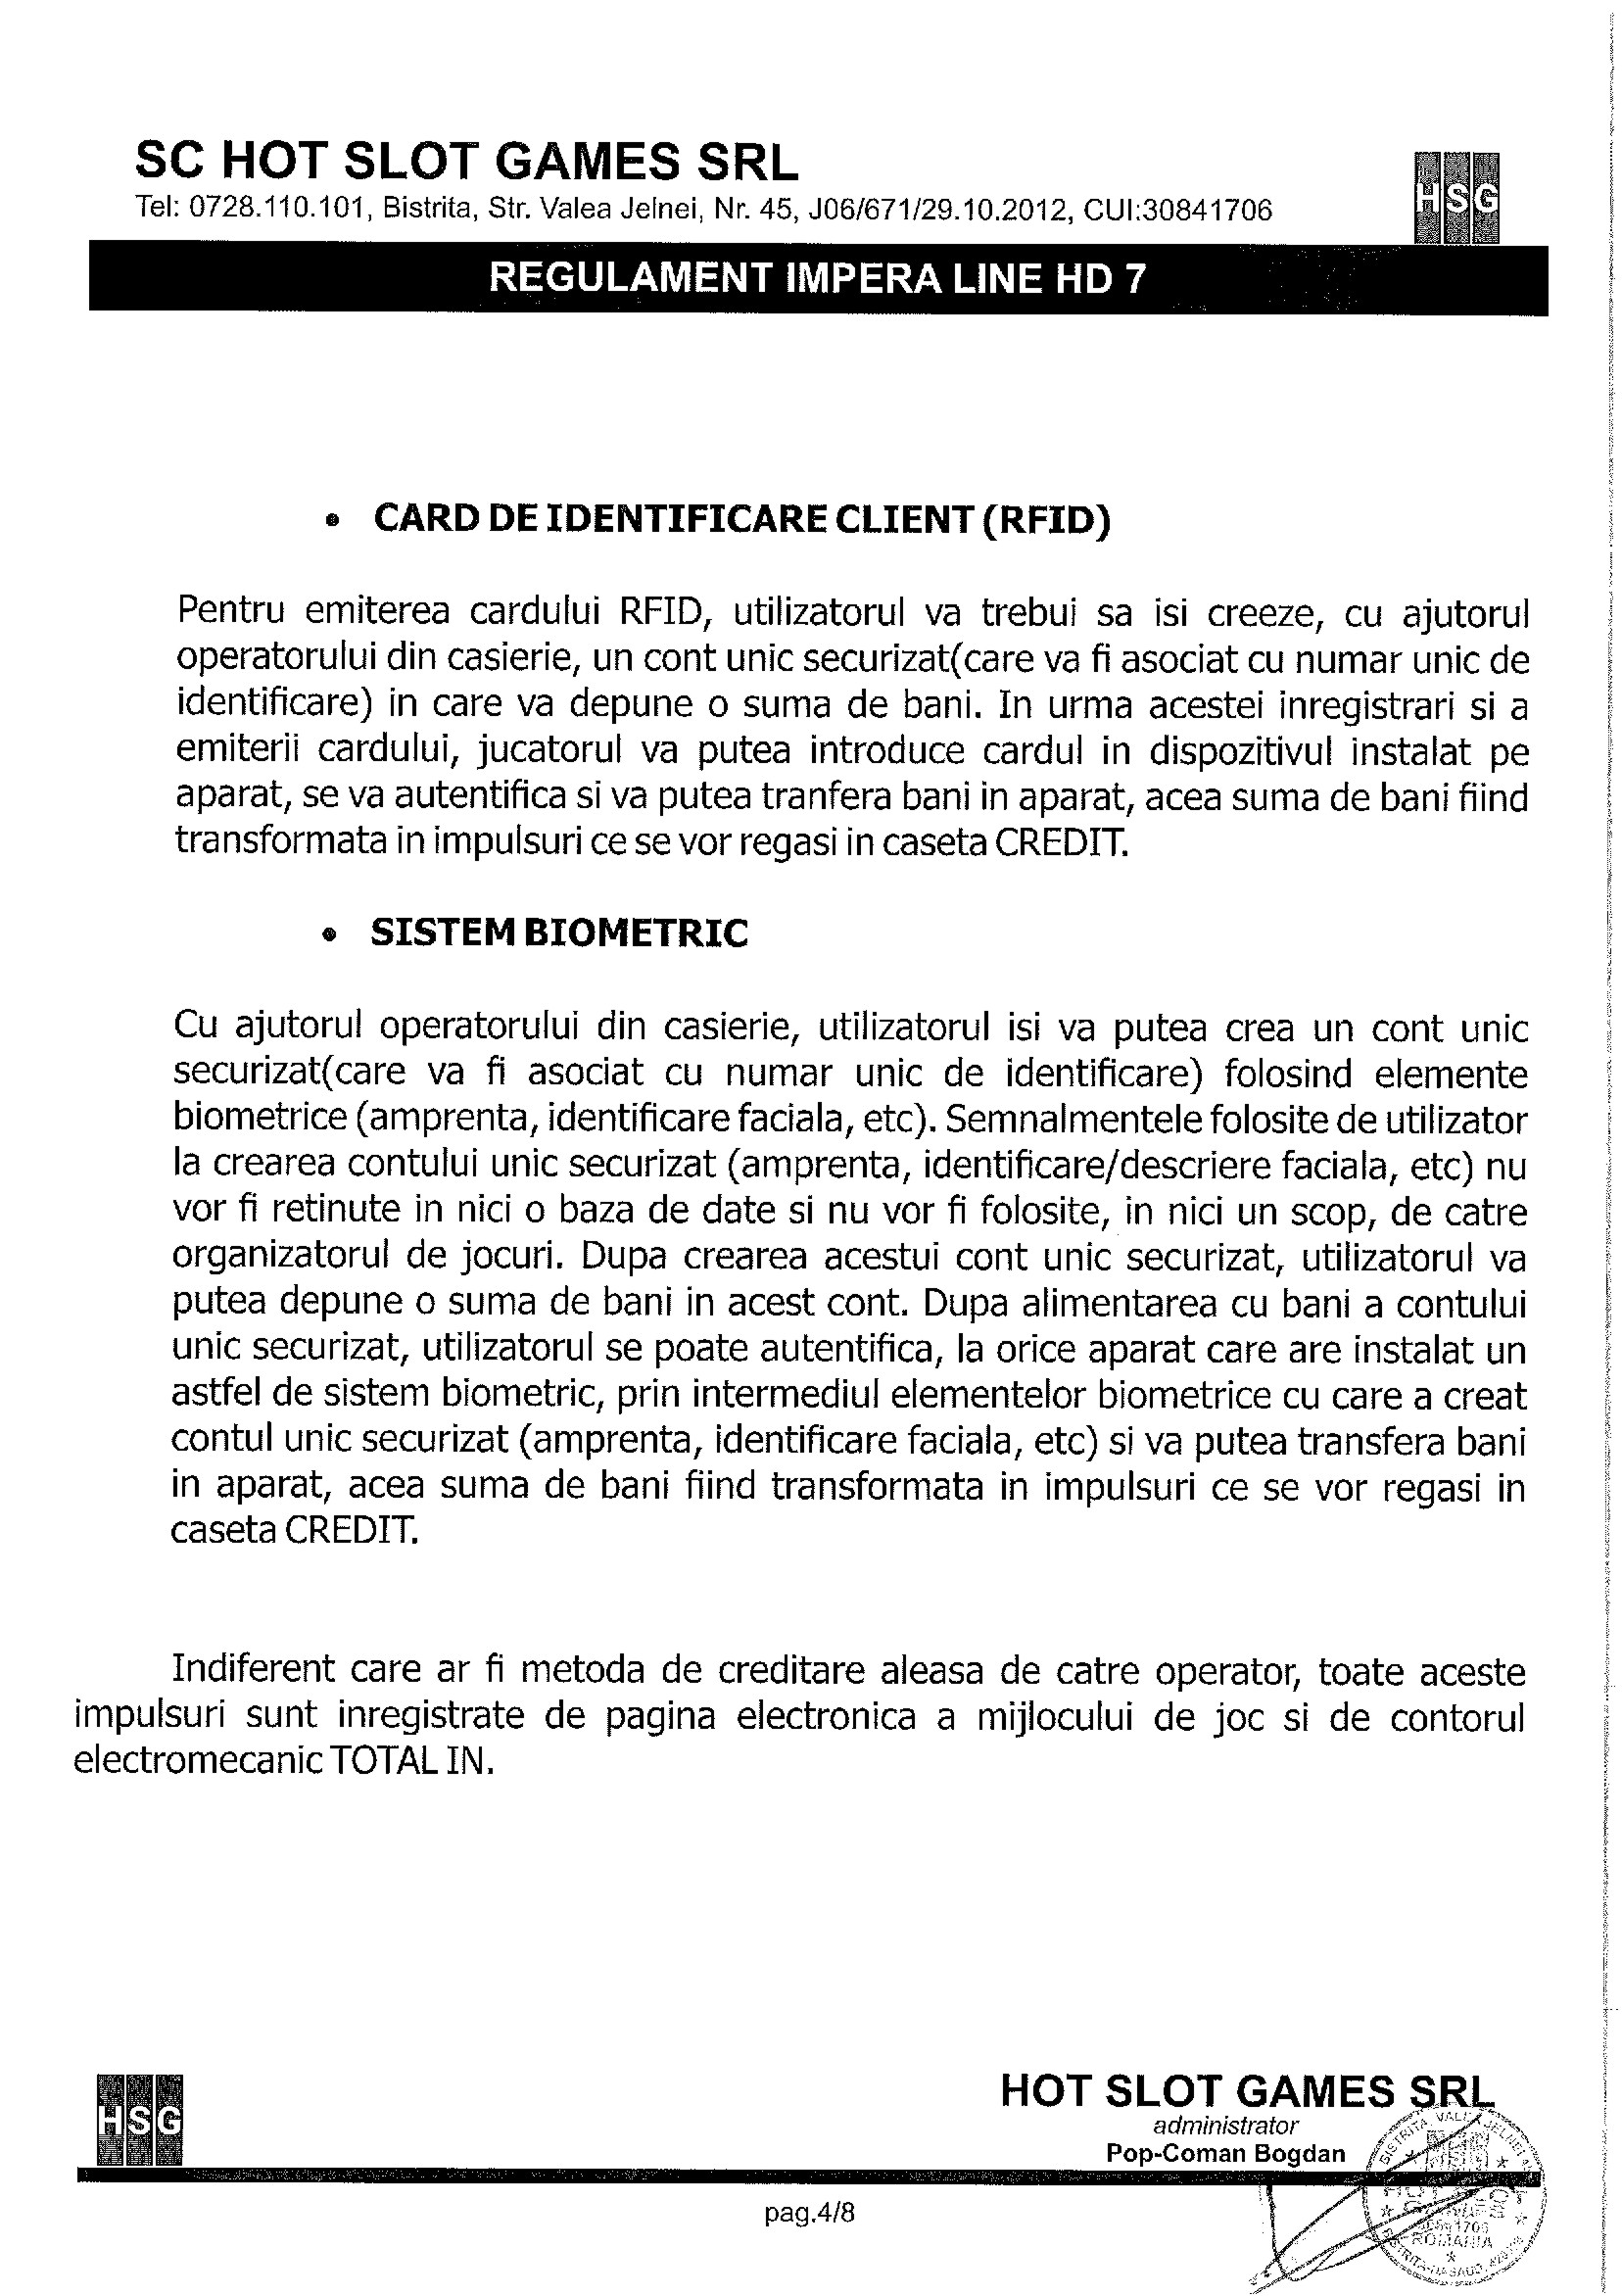 SC HOT SLOT GAMES SRL
Tel: 0728.110.101, Bistrita, Str. Valea Jelnei, Nr. 45, J06/671/29.10.2012, CUI:30841706
HSG
REGULAMENT IMPERA LINE HD 7
• CARD DE IDENTIFICARE CLIENT (RFID)
Pentru emiterea cardului RFID, utilizatorul va trebui sa isi creeze, cu ajutorul
operatorului din casierie, un cont unic securizat(care va fi asociat cu numar unic de
identificare) in care va depune o suma de bani. In urma acestei inregistrari si a
emiterii cardului, jucatorul va putea introduce cardul in dispozitivul instalat pe
aparat, se va autentifica si va putea tranfera bani in aparat, acea suma de bani fiind
transformata in impulsuri ce se vor regasi in caseta CREDIT.
• SISTEM BIOMETRIC
Cu ajutorul operatorului din casierie, utilizatorul isi va putea crea un cont unic
securizat(care va fi asociat cu numar unic de identificare) folosind elemente
biometrice (amprenta, identificare faciala, etc). Semnalmentele folosite de utilizator
la crearea contului unic securizat (amprenta, identificare/descriere faciala, etc) nu
vor fi retinute in nici o baza de date si nu vor fi folosite, in nici un scop, de catre
organizatorul de jocuri. Dupa crearea acestui cont unic securizat, utilizatorul va
putea depune o suma de bani in acest cont. Dupa alimentarea cu bani a contului
unic securizat, utilizatorul se poate autentifica, la orice aparat care are instalat un
astfel de sistem biometric, prin intermediul elementelor biometrice cu care a creat
contul unic securizat (amprenta, identificare faciala, etc) si va putea transfera bani
in aparat, acea suma de bani fiind transformata in impulsuri ce se vor regasi in
caseta CREDIT.
Indiferent care ar fi metoda de creditare aleasa de catre operator, toate aceste
impulsuri sunt inregistrate de pagina electronica a mijlocului de joc si de contorul
electromecanic TOTAL IN.
HSG
HOT SLOT GAMES SRL
administrator
Pop-Coman Bogdan
pag.4/8
BISTRITA VALEA JELNEI
ROMANIA